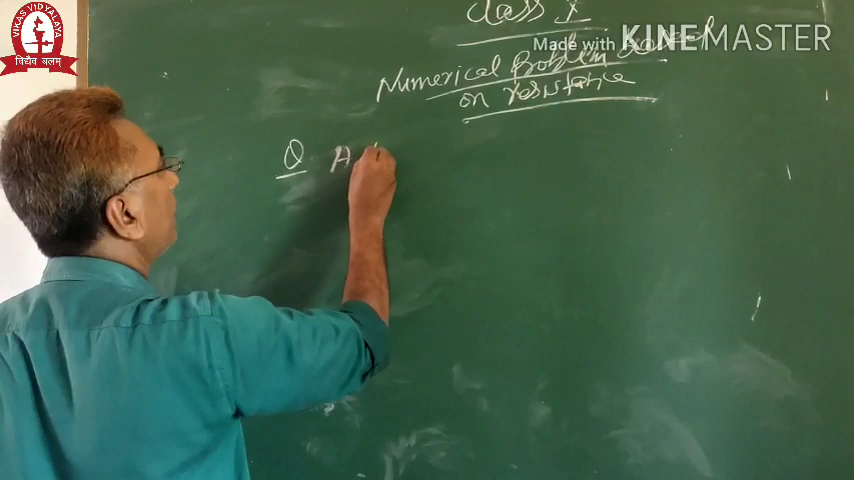 VIKAS VIDYALAYA
विद्यैव बलम्
Class X
Made with KINEMASTER
Numerical Problem based
on resistance
Q A